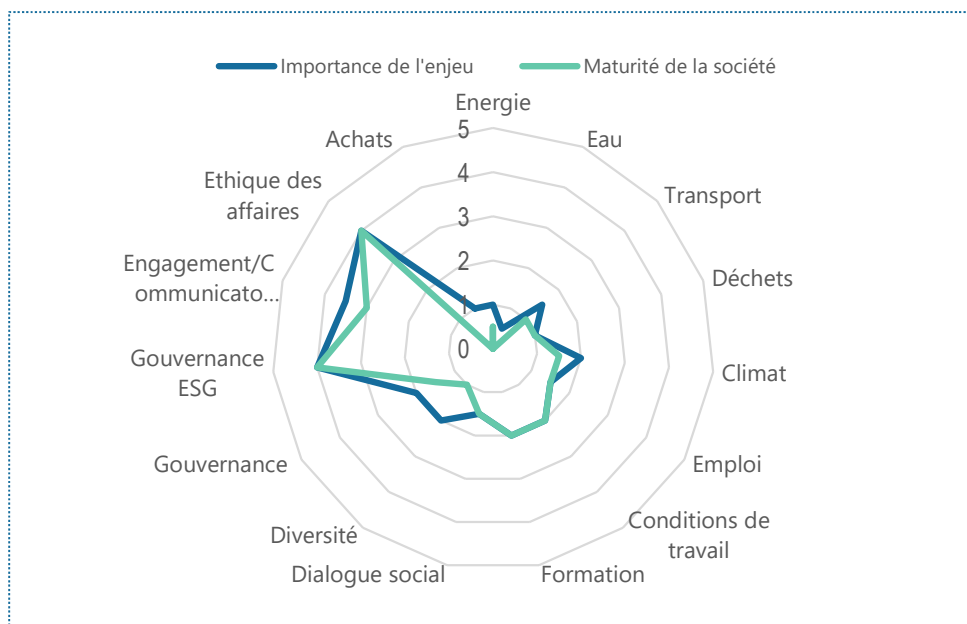 Importance de l'enjeu
Maturité de la société
Energie
Eau
Transport
Déchets
Climat
Emploi
Conditions de
travail
Formation
Dialogue social
Diversité
Gouvernance
Gouvernance
ESG
Engagement/C
ommunicato...
Ethique des
affaires
Achats
5
4
3
2
1
0